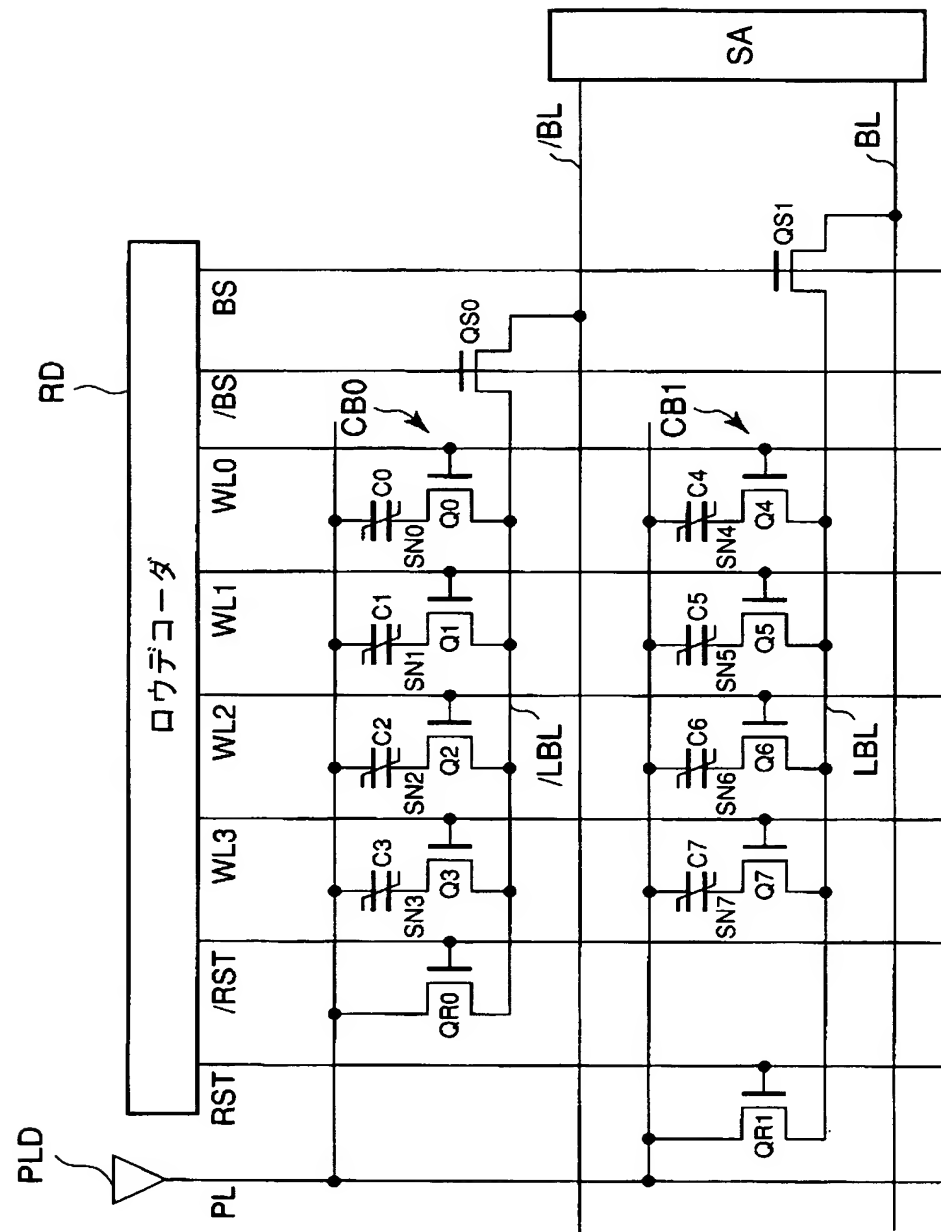 RD
PLD
ロウデコーダ
PL
RST
/RST
WL3
WL2
WL1
WL0
/BS
BS
CB0
C3
C2
C1
C0
SN3
SN2
SN1
SN0
QR0
Q3
Q2
Q1
Q0
QS0
/LBL
/BL
SA
BL
CB1
C7
C6
C5
C4
SN7
SN6
SN5
SN4
QR1
Q7
Q6
Q5
Q4
QS1
LBL